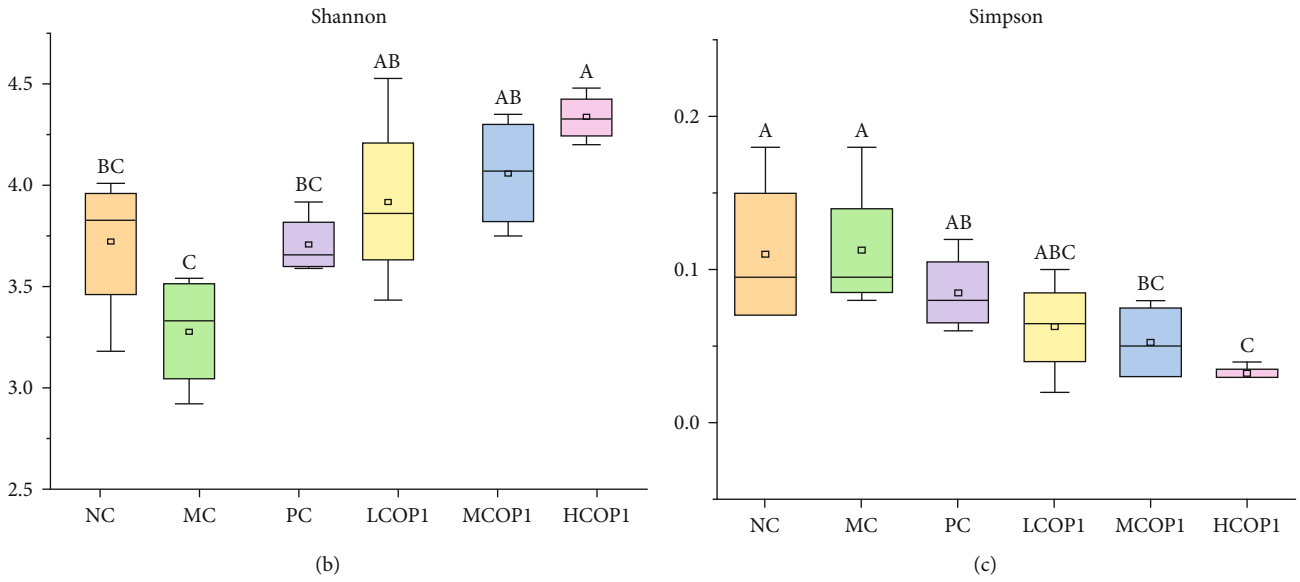 Shannon
4.5
4.0
3.5
3.0
2.5
BC
C
BC
AB
AB
A
NC
MC
PC
LCOP1
MCOP1
HCOP1
(b)
Simpson
0.2
0.1
0.0
A
A
AB
ABC
BC
C
NC
MC
PC
LCOP1
MCOP1
HCOP1
(c)